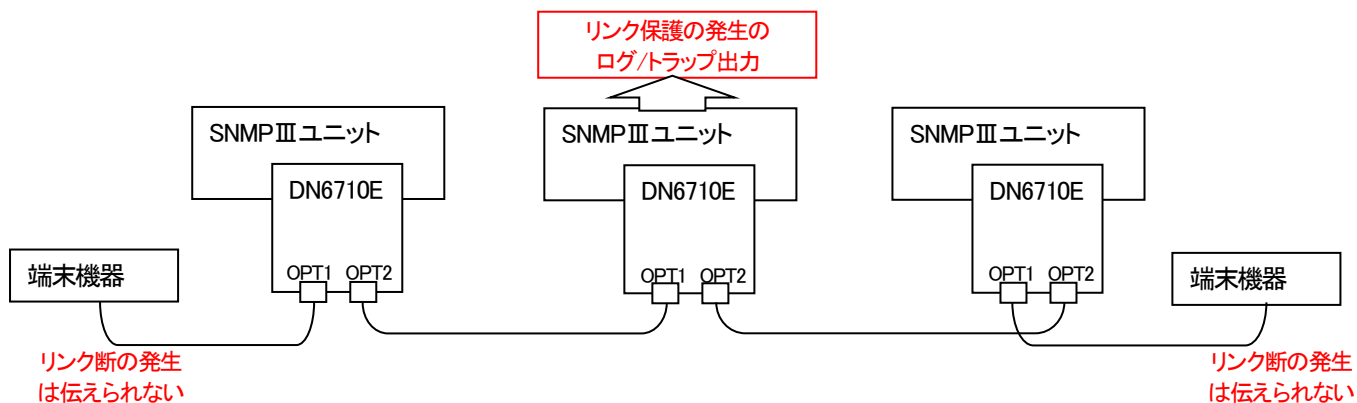 リンク保護の発生の
ログ/トラップ出力
SNMPⅢユニット
SNMPⅢユニット
SNMPⅢユニット
DN6710E
DN6710E
DN6710E
OPT1 OPT2
OPT1 OPT2
OPT1 OPT2
端末機器
端末機器
リンク断の発生
は伝えられない
リンク断の発生
は伝えられない